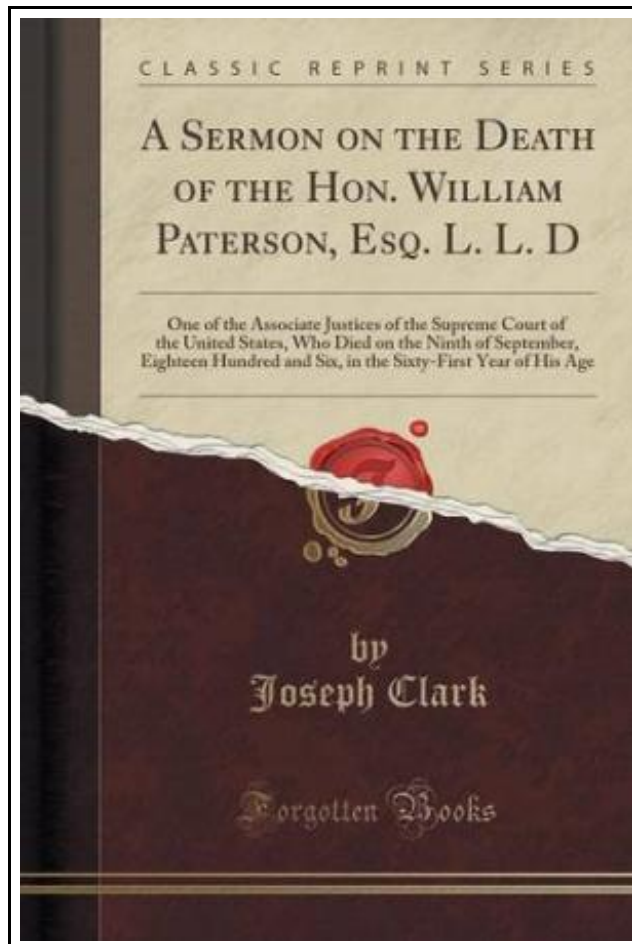 CLASSIC REPRINT SERIES
A SERMON ON THE DEATH
OF THE HON. WILLIAM
PATERSON, ESQ. L. L. D
One of the Associate Justices of the Supreme Court of
the United States, Who Died on the Ninth of September,
Eighteen Hundred and Six, in the Sixty-First Year of His Age
by
Joseph Clark
Forgotten Books